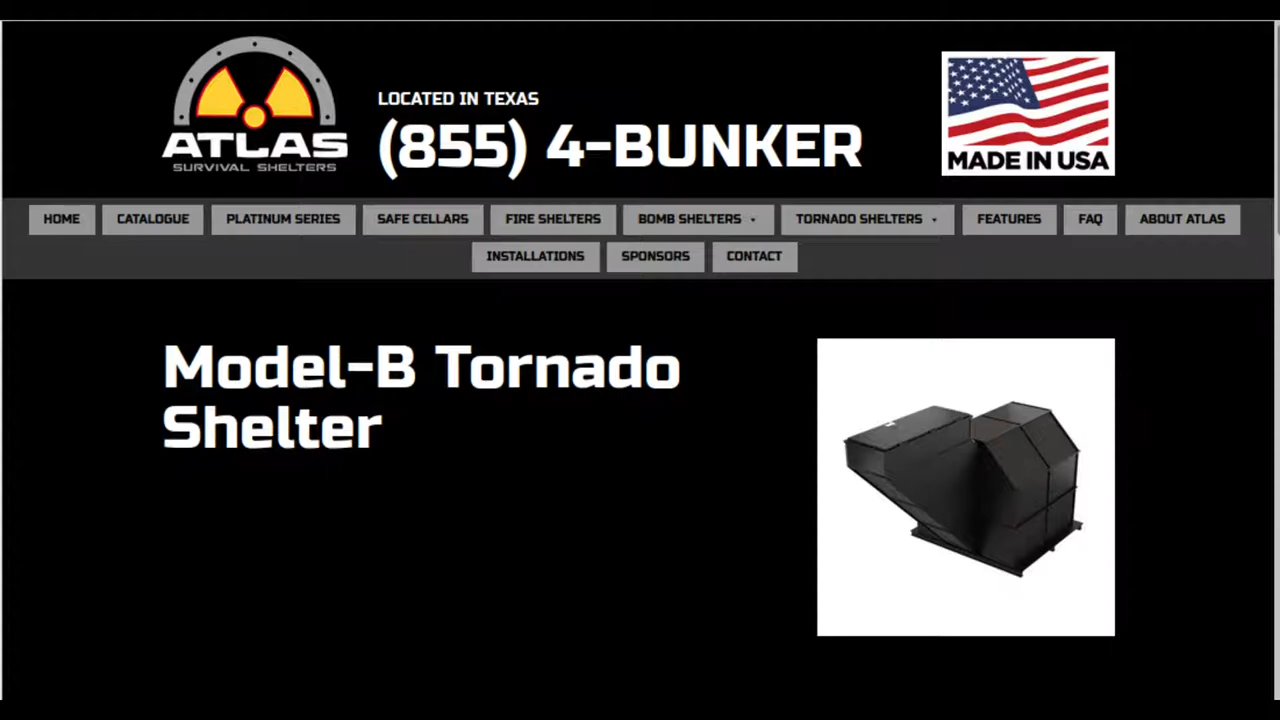 ATLAS
SURVIVAL SHELTERS
LOCATED IN TEXAS
(855) 4-BUNKER
MADE IN USA
HOME CATALOGUE PLATINUM SERIES SAFE CELLARS FIRE SHELTERS BOMB SHELTERS TORNADO SHELTERS FEATURES FAQ ABOUT ATLAS
INSTALLATIONS SPONSORS CONTACT
Model-B Tornado
Shelter